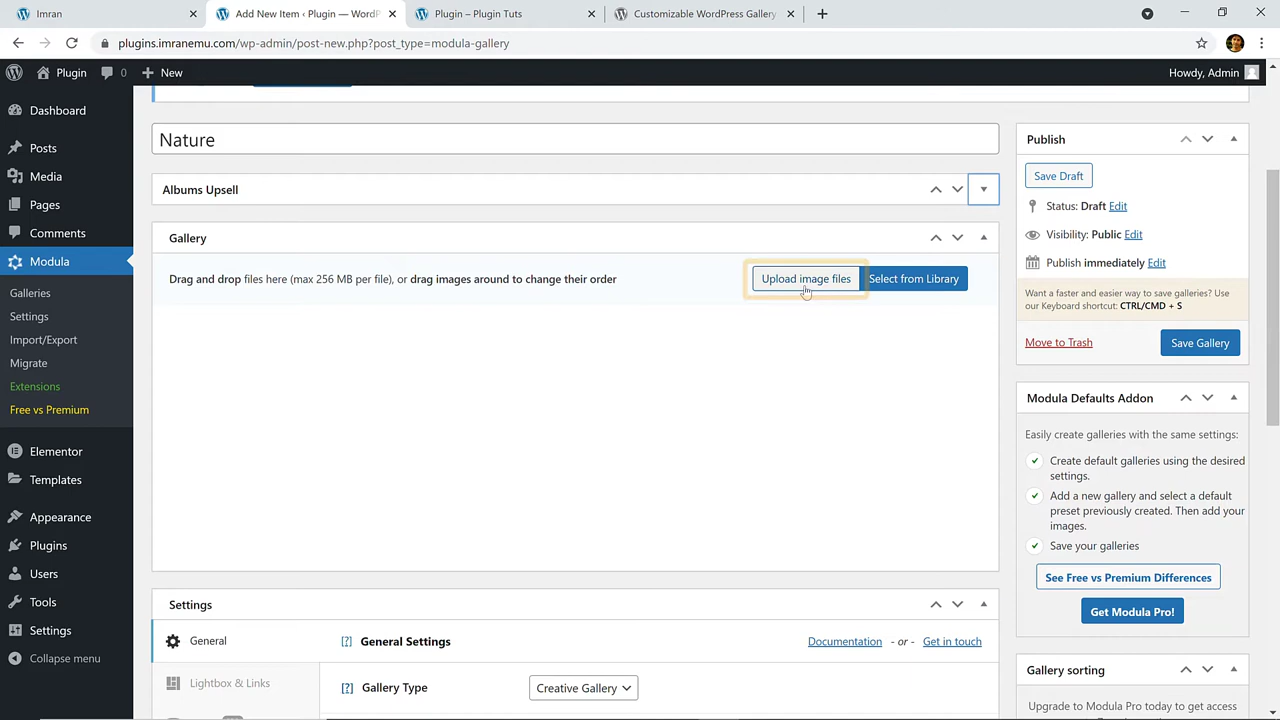 Imran
Add New Item ‹ Plugin — WordP
Plugin – Plugin Tuts
Customizable WordPress Gallery
plugins.imranemu.com/wp-admin/post-new.php?post_type=modula-gallery
Plugin
0
New
Howdy, Admin
Dashboard
Posts
Media
Pages
Comments
Modula
Galleries
Settings
Import/Export
Migrate
Extensions
Free vs Premium
Elementor
Templates
Appearance
Plugins
Users
Tools
Settings
Collapse menu
Nature
Albums Upsell
Gallery
Drag and drop files here (max 256 MB per file), or drag images around to change their order
Upload image files
Select from Library
Settings
General
Lightbox & Links
[?] General Settings
Documentation - or - Get in touch
[?] Gallery Type
Creative Gallery
Publish
Save Draft
Status: Draft Edit
Visibility: Public Edit
Publish immediately Edit
Want a faster and easier way to save galleries? Use
our Keyboard shortcut: CTRL/CMD + S
Move to Trash
Save Gallery
Modula Defaults Addon
Easily create galleries with the same settings:
Create default galleries using the desired
settings.
Add a new gallery and select a default
preset previously created. Then add your
images.
Save your galleries
See Free vs Premium Differences
Get Modula Pro!
Gallery sorting
Upgrade to Modula Pro today to get access